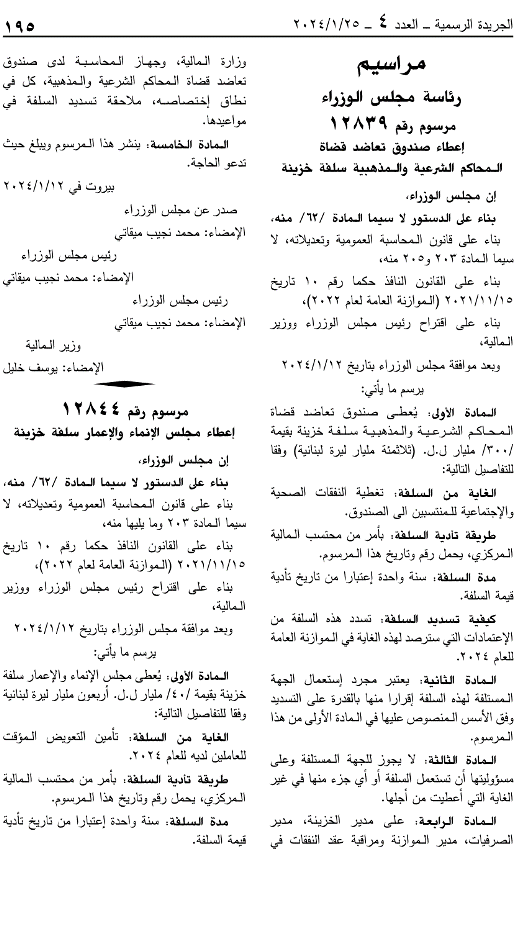 الجريدة الرسمية – العدد ٤ – ٢٠٢٤/١/٢٥
١٩٥
مراسيم
رئاسة مجلس الوزراء
مرسوم رقم ١٢٨٣٩
إعطاء صندوق تعاضد قضاة
المحاكم الشرعية والمذهبية سلفة خزينة
إن مجلس الوزراء،
بناء على الدستور لا سيما المادة /٦٢/ منه،
بناء على قانون المحاسبة العمومية وتعديلاته، لا
سيما المادة ٢٠٣ و٢٠٥ منه،
بناء على القانون النافذ حكما رقم ١٠ تاريخ
٢٠٢١/١١/١٥ (الموازنة العامة لعام ٢٠٢٢)،
بناء على اقتراح رئيس مجلس الوزراء ووزير
المالية،
وبعد موافقة مجلس الوزراء بتاريخ ٢٠٢٤/١/١٢
يرسم ما يأتي:
المادة الأولى: يُعطى صندوق تعاضد قضاة
المحاكم الشرعية والمذهبية سلفة خزينة بقيمة
/٣٠٠/ مليار ل.ل. (ثلاثمئة مليار ليرة لبنانية) وفقا
للتفاصيل التالية:
الغاية من السلفة: تغطية النفقات الصحية
والإجتماعية للمنتسبين الى الصندوق.
طريقة تادية السلفة: بأمر من محتسب المالية
المركزي، يحمل رقم وتاريخ هذا المرسوم.
مدة السلفة: سنة واحدة إعتبارا من تاريخ تأدية
قيمة السلفة.
كيفية تسديد السلفة: تسدد هذه السلفة من
الإعتمادات التي سترصد لهذه الغاية في الموازنة العامة
للعام ٢٠٢٤.
المادة الثانية: يعتبر مجرد إستعمال الجهة
المستلفة لهذه السلفة إقرارا منها بالقدرة على التسديد
وفق الأسس المنصوص عليها في المادة الأولى من هذا
المرسوم.
المادة الثالثة: لا يجوز للجهة المستلفة وعلى
مسؤوليتها أن تستعمل السلفة أو أي جزء منها في غير
الغاية التي أعطيت من أجلها.
المادة الرابعة: على مدير الخزينة، مدير
الصرفيات، مدير الموازنة ومراقبة عقد النفقات في
وزارة المالية، وجهاز المحاسبة لدى صندوق
تعاضد قضاة المحاكم الشرعية والمذهبية، كل في
نطاق إختصاصه، ملاحقة تسديد السلفة في
مواعيدها.
المادة الخامسة: ينشر هذا المرسوم ويبلغ حيث
تدعو الحاجة.
بيروت في ٢٠٢٤/١/١٢
صدر عن مجلس الوزراء
الإمضاء: محمد نجيب ميقاتي
رئيس مجلس الوزراء
الإمضاء: محمد نجيب ميقاتي
رئيس مجلس الوزراء
الإمضاء: محمد نجيب ميقاتي
وزير المالية
الإمضاء: يوسف خليل
مرسوم رقم ١٢٨٤٤
إعطاء مجلس الإنماء والإعمار سلفة خزينة
إن مجلس الوزراء،
بناء على الدستور لا سيما المادة /٦٢/ منه،
بناء على قانون المحاسبة العمومية وتعديلاته، لا
سيما المادة ٢٠٣ وما يليها منه،
بناء على القانون النافذ حكما رقم ١٠ تاريخ
٢٠٢١/١١/١٥ (الموازنة العامة لعام ٢٠٢٢)،
بناء على اقتراح رئيس مجلس الوزراء ووزير
المالية،
وبعد موافقة مجلس الوزراء بتاريخ ٢٠٢٤/١/١٢
يرسم ما يأتي:
المادة الأولى: يُعطى مجلس الإنماء والإعمار سلفة
خزينة بقيمة /٤٠/ مليار ل.ل. أربعون مليار ليرة لبنانية
وفقا للتفاصيل التالية:
الغاية من السلفة: تأمين التعويض المؤقت
للعاملين لديه للعام ٢٠٢٤.
طريقة تادية السلفة: بأمر من محتسب المالية
المركزي، يحمل رقم وتاريخ هذا المرسوم.
مدة السلفة: سنة واحدة إعتبارا من تاريخ تأدية
قيمة السلفة.